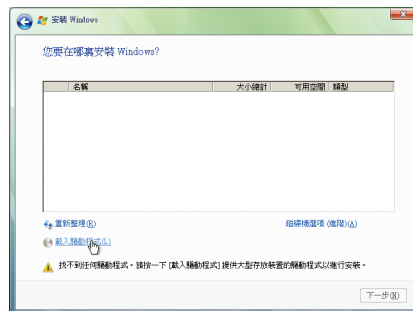 安裝 Windows
您要在哪裏安裝 Windows?
名稱 大小總計 可用空間 類型
重新整理(R) 磁碟機選項 (進階)(A)
載入驅動程式(L)
找不到任何驅動程式。請按一下 [載入驅動程式] 提供大型存放裝置的驅動程式以進行安裝。
下一步(N)